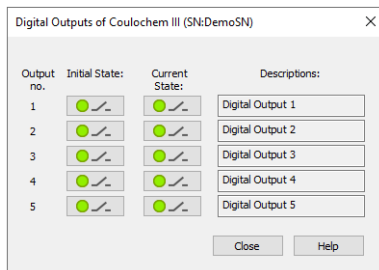 Digital Outputs of Coulochem III (SN:DemoSN)
Output no. Initial State: Current State: Descriptions:
1 Digital Output 1
2 Digital Output 2
3 Digital Output 3
4 Digital Output 4
5 Digital Output 5
Close Help